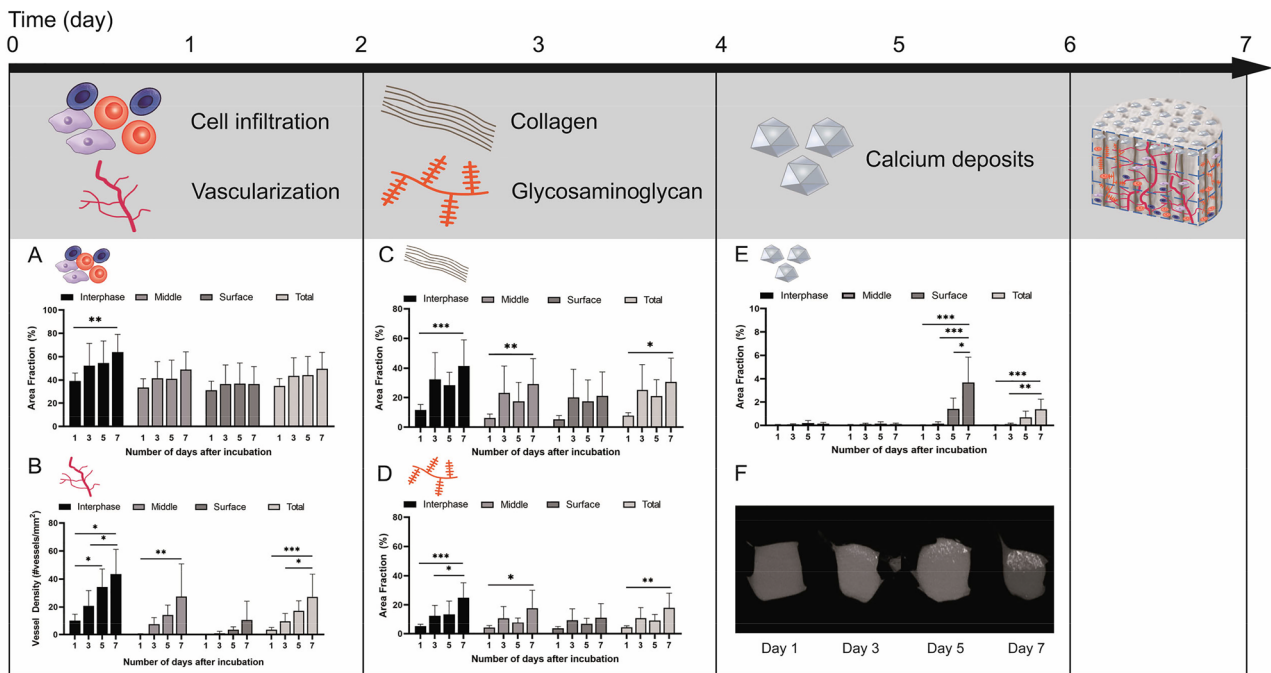 Time (day)
0 1 2 3 4 5 6 7
Cell infiltration
Vascularization
Collagen
Glycosaminoglycan
Calcium deposits
A
Interphase Middle Surface Total
**
Area Fraction (%)
100
80
60
40
20
0
1 3 5 7 1 3 5 7 1 3 5 7 1 3 5 7
Number of days after incubation
B
Interphase Middle Surface Total
* * * ** *** *
Vessel Density (#vessels/mm²)
80
60
40
20
0
1 3 5 7 1 3 5 7 1 3 5 7 1 3 5 7
Number of days after incubation
C
Interphase Middle Surface Total
*** ** *
Area Fraction (%)
80
60
40
20
0
1 3 5 7 1 3 5 7 1 3 5 7 1 3 5 7
Number of days after incubation
D
Interphase Middle Surface Total
*** * * **
Area Fraction (%)
80
60
40
20
0
1 3 5 7 1 3 5 7 1 3 5 7 1 3 5 7
Number of days after incubation
E
Interphase Middle Surface Total
*** *** * *** **
Area Fraction (%)
10
8
6
4
2
0
1 3 5 7 1 3 5 7 1 3 5 7 1 3 5 7
Number of days after incubation
F
Day 1 Day 3 Day 5 Day 7